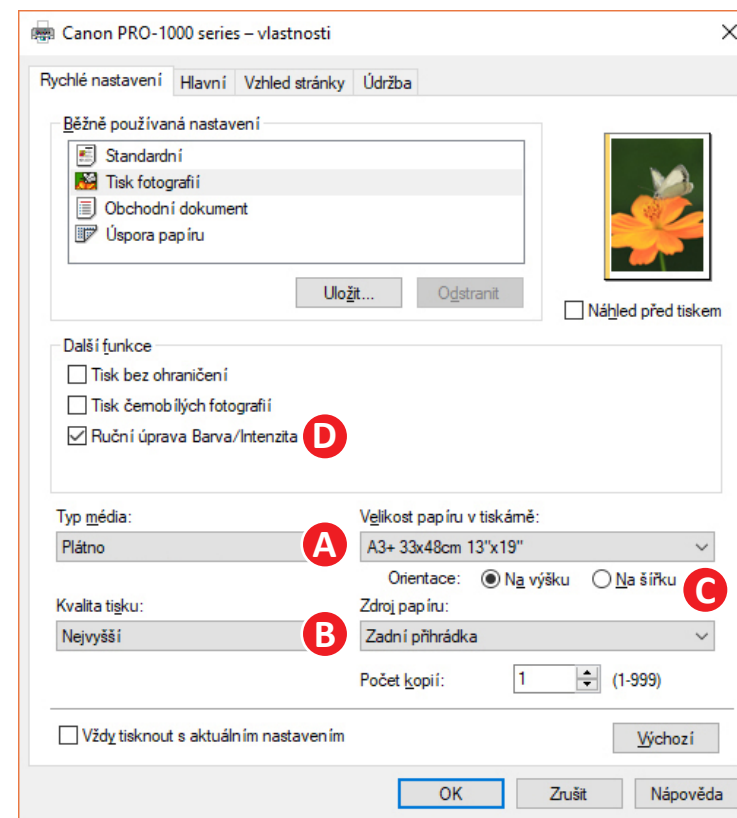 Canon PRO-1000 series – vlastnosti
Rychlé nastavení Hlavní Vzhled stránky Údržba
Běžně používaná nastavení
Standardní
Tisk fotografií
Obchodní dokument
Úspora papíru
Uložit... Odstranit
Náhled před tiskem
Další funkce
Tisk bez ohraničení
Tisk černobílých fotografií
Ruční úprava Barva/Intenzita D
Typ média: Velikost papíru v tiskárně:
Plátno A A3+ 33x48cm 13"x19"
Orientace: Na výšku Na šířku C
Kvalita tisku: Zdroj papíru:
Nejvyšší B Zadní přihrádka
Počet kopií: 1 (1-999)
Vždy tisknout s aktuálním nastavením Výchozí
OK Zrušit Nápověda